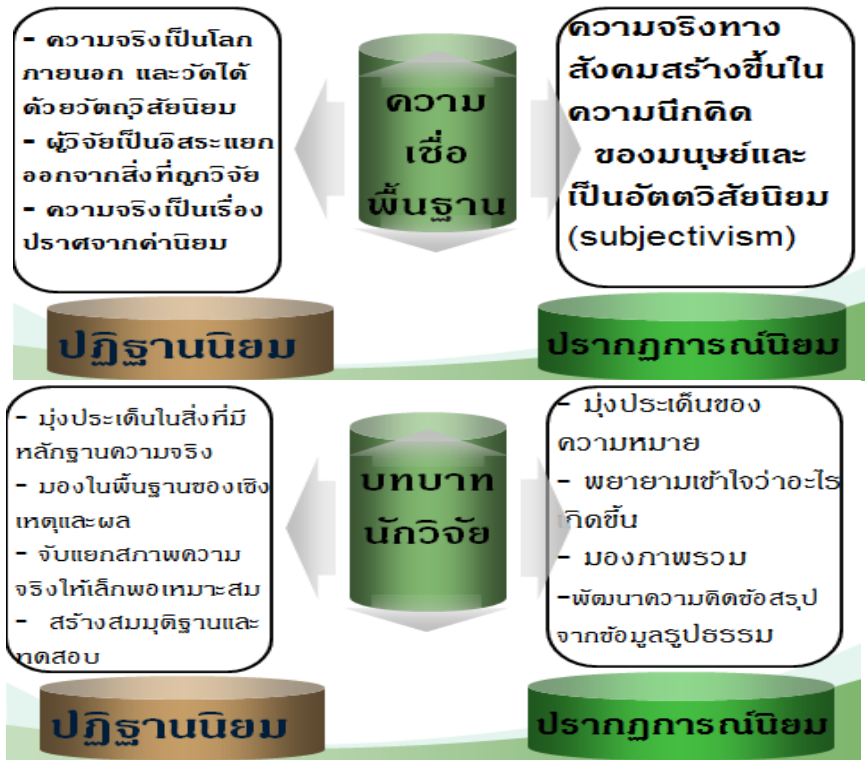 - ความจริงเป็นโลก
ภายนอก และวัดได้
ด้วยวัตถุวิสัยนิยม
- ผู้วิจัยเป็นอิสระแยก
ออกจากสิ่งที่ถูกวิจัย
- ความจริงเป็นเรื่อง
ปราศจากค่านิยม
ความ
เชื่อ
พื้นฐาน
ความจริงทาง
สังคมสร้างขึ้นใน
ความนึกคิด
ของมนุษย์และ
เป็นอัตตวิสัยนิยม
(subjectivism)
ปฏิฐานนิยม
ปรากฏการณ์นิยม
- มุ่งประเด็นในสิ่งที่มี
หลักฐานความจริง
- มองในพื้นฐานของเชิง
เหตุและผล
- จับแยกสภาพความ
จริงให้เล็กพอเหมาะสม
- สร้างสมมุติฐานและ
ทดสอบ
บทบาท
นักวิจัย
- มุ่งประเด็นของ
ความหมาย
- พยายามเข้าใจว่าอะไร
เกิดขึ้น
- มองภาพรวม
-พัฒนาความคิดข้อสรุป
จากข้อมูลรูปธรรม
ปฏิฐานนิยม
ปรากฏการณ์นิยม